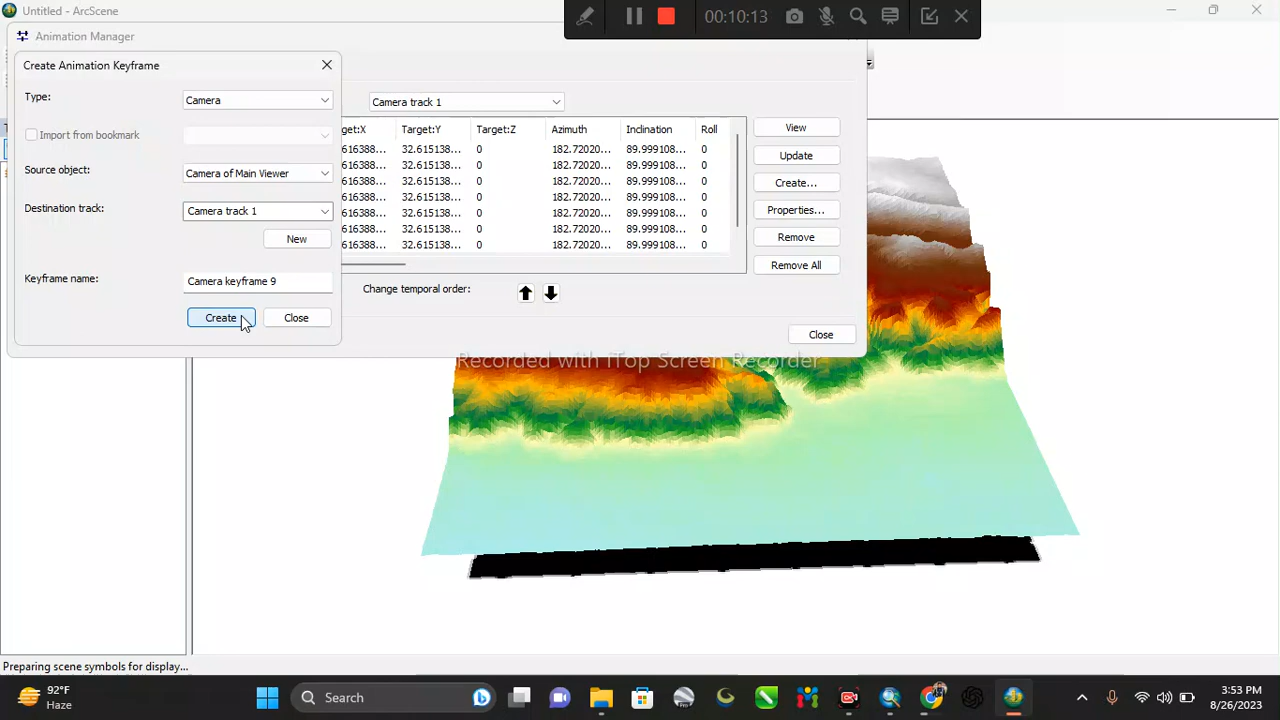 Untitled - ArcScene
00:10:13
Animation Manager
Create Animation Keyframe
Type:
Camera
Camera track 1
Import from bookmark
get:X Target:Y Target:Z Azimuth Inclination Roll
616388... 32.615138... 0 182.72020... 89.999108... 0
616388... 32.615138... 0 182.72020... 89.999108... 0
616388... 32.615138... 0 182.72020... 89.999108... 0
616388... 32.615138... 0 182.72020... 89.999108... 0
616388... 32.615138... 0 182.72020... 89.999108... 0
616388... 32.615138... 0 182.72020... 89.999108... 0
616388... 32.615138... 0 182.72020... 89.999108... 0
View
Update
Create...
Properties...
Remove
Remove All
Source object:
Camera of Main Viewer
Destination track:
Camera track 1
New
Keyframe name:
Camera keyframe 9
Change temporal order:
Create
Close
Close
Recorded with iTop Screen Recorder
Preparing scene symbols for display...
92°F
Haze
Search
3:53 PM
8/26/2023